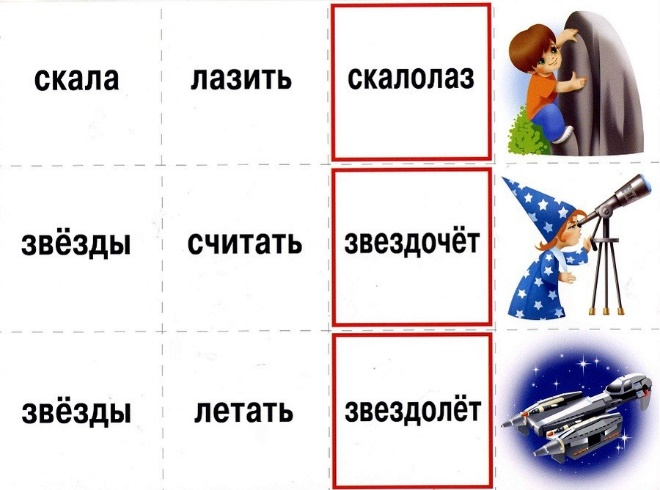 скала лазить скалолаз
звёзды считать звездочёт
звёзды летать звездолёт